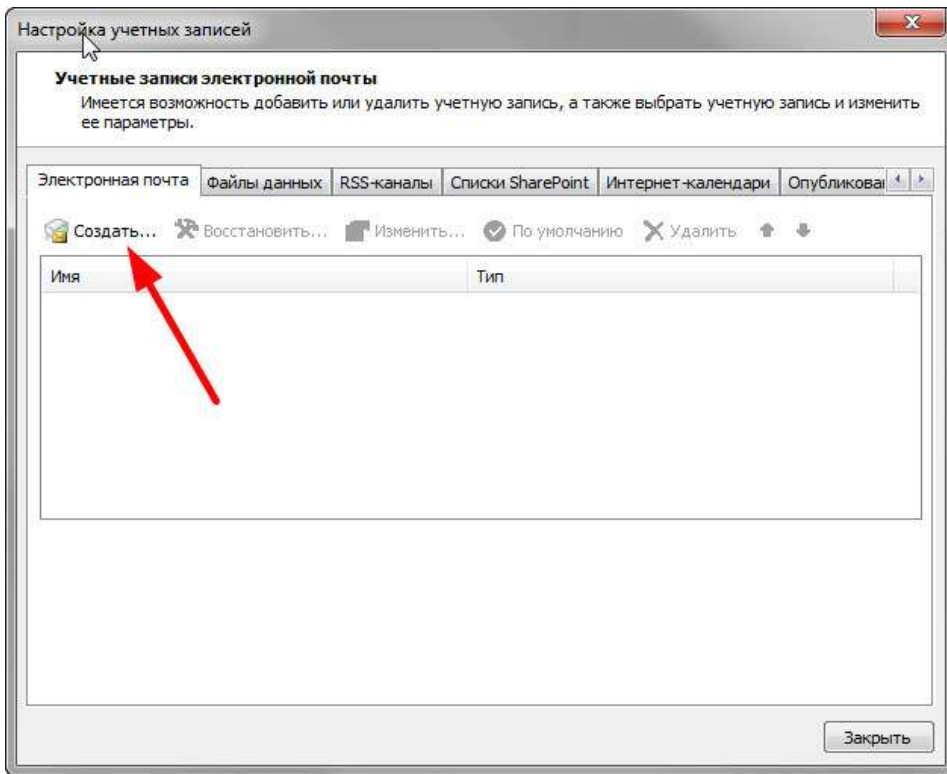 Настройка учетных записей
Учетные записи электронной почты
Имеется возможность добавить или удалить учетную запись, а также выбрать учетную запись и изменить
ее параметры.
Электронная почта Файлы данных RSS-каналы Списки SharePoint Интернет-календари Опубликова
Создать... Восстановить... Изменить... По умолчанию Удалить
Имя Тип
Закрыть